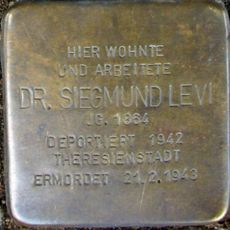 HIER WOHNTE
UND ARBEITETE
DR. SIEGMUND LEVI
JG. 1864
DEPORTIERT 1942
THERESIENSTADT
ERMORDET 21.2.1943